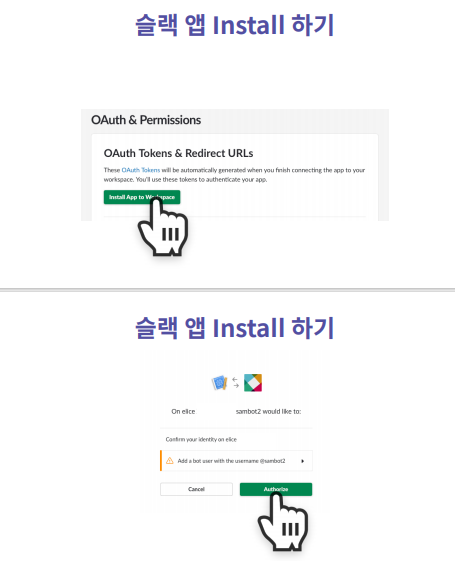 슬랙 앱 Install 하기
OAuth & Permissions
OAuth Tokens & Redirect URLs
These OAuth Tokens will be automatically generated when you finish connecting the app to your
workspace. You'll use these tokens to authenticate your app.
Install App to Workspace
슬랙 앱 Install 하기
On elice sambot2 would like to:
Confirm your identity on elice
Add a bot user with the username @sambot2
Cancel Authorize